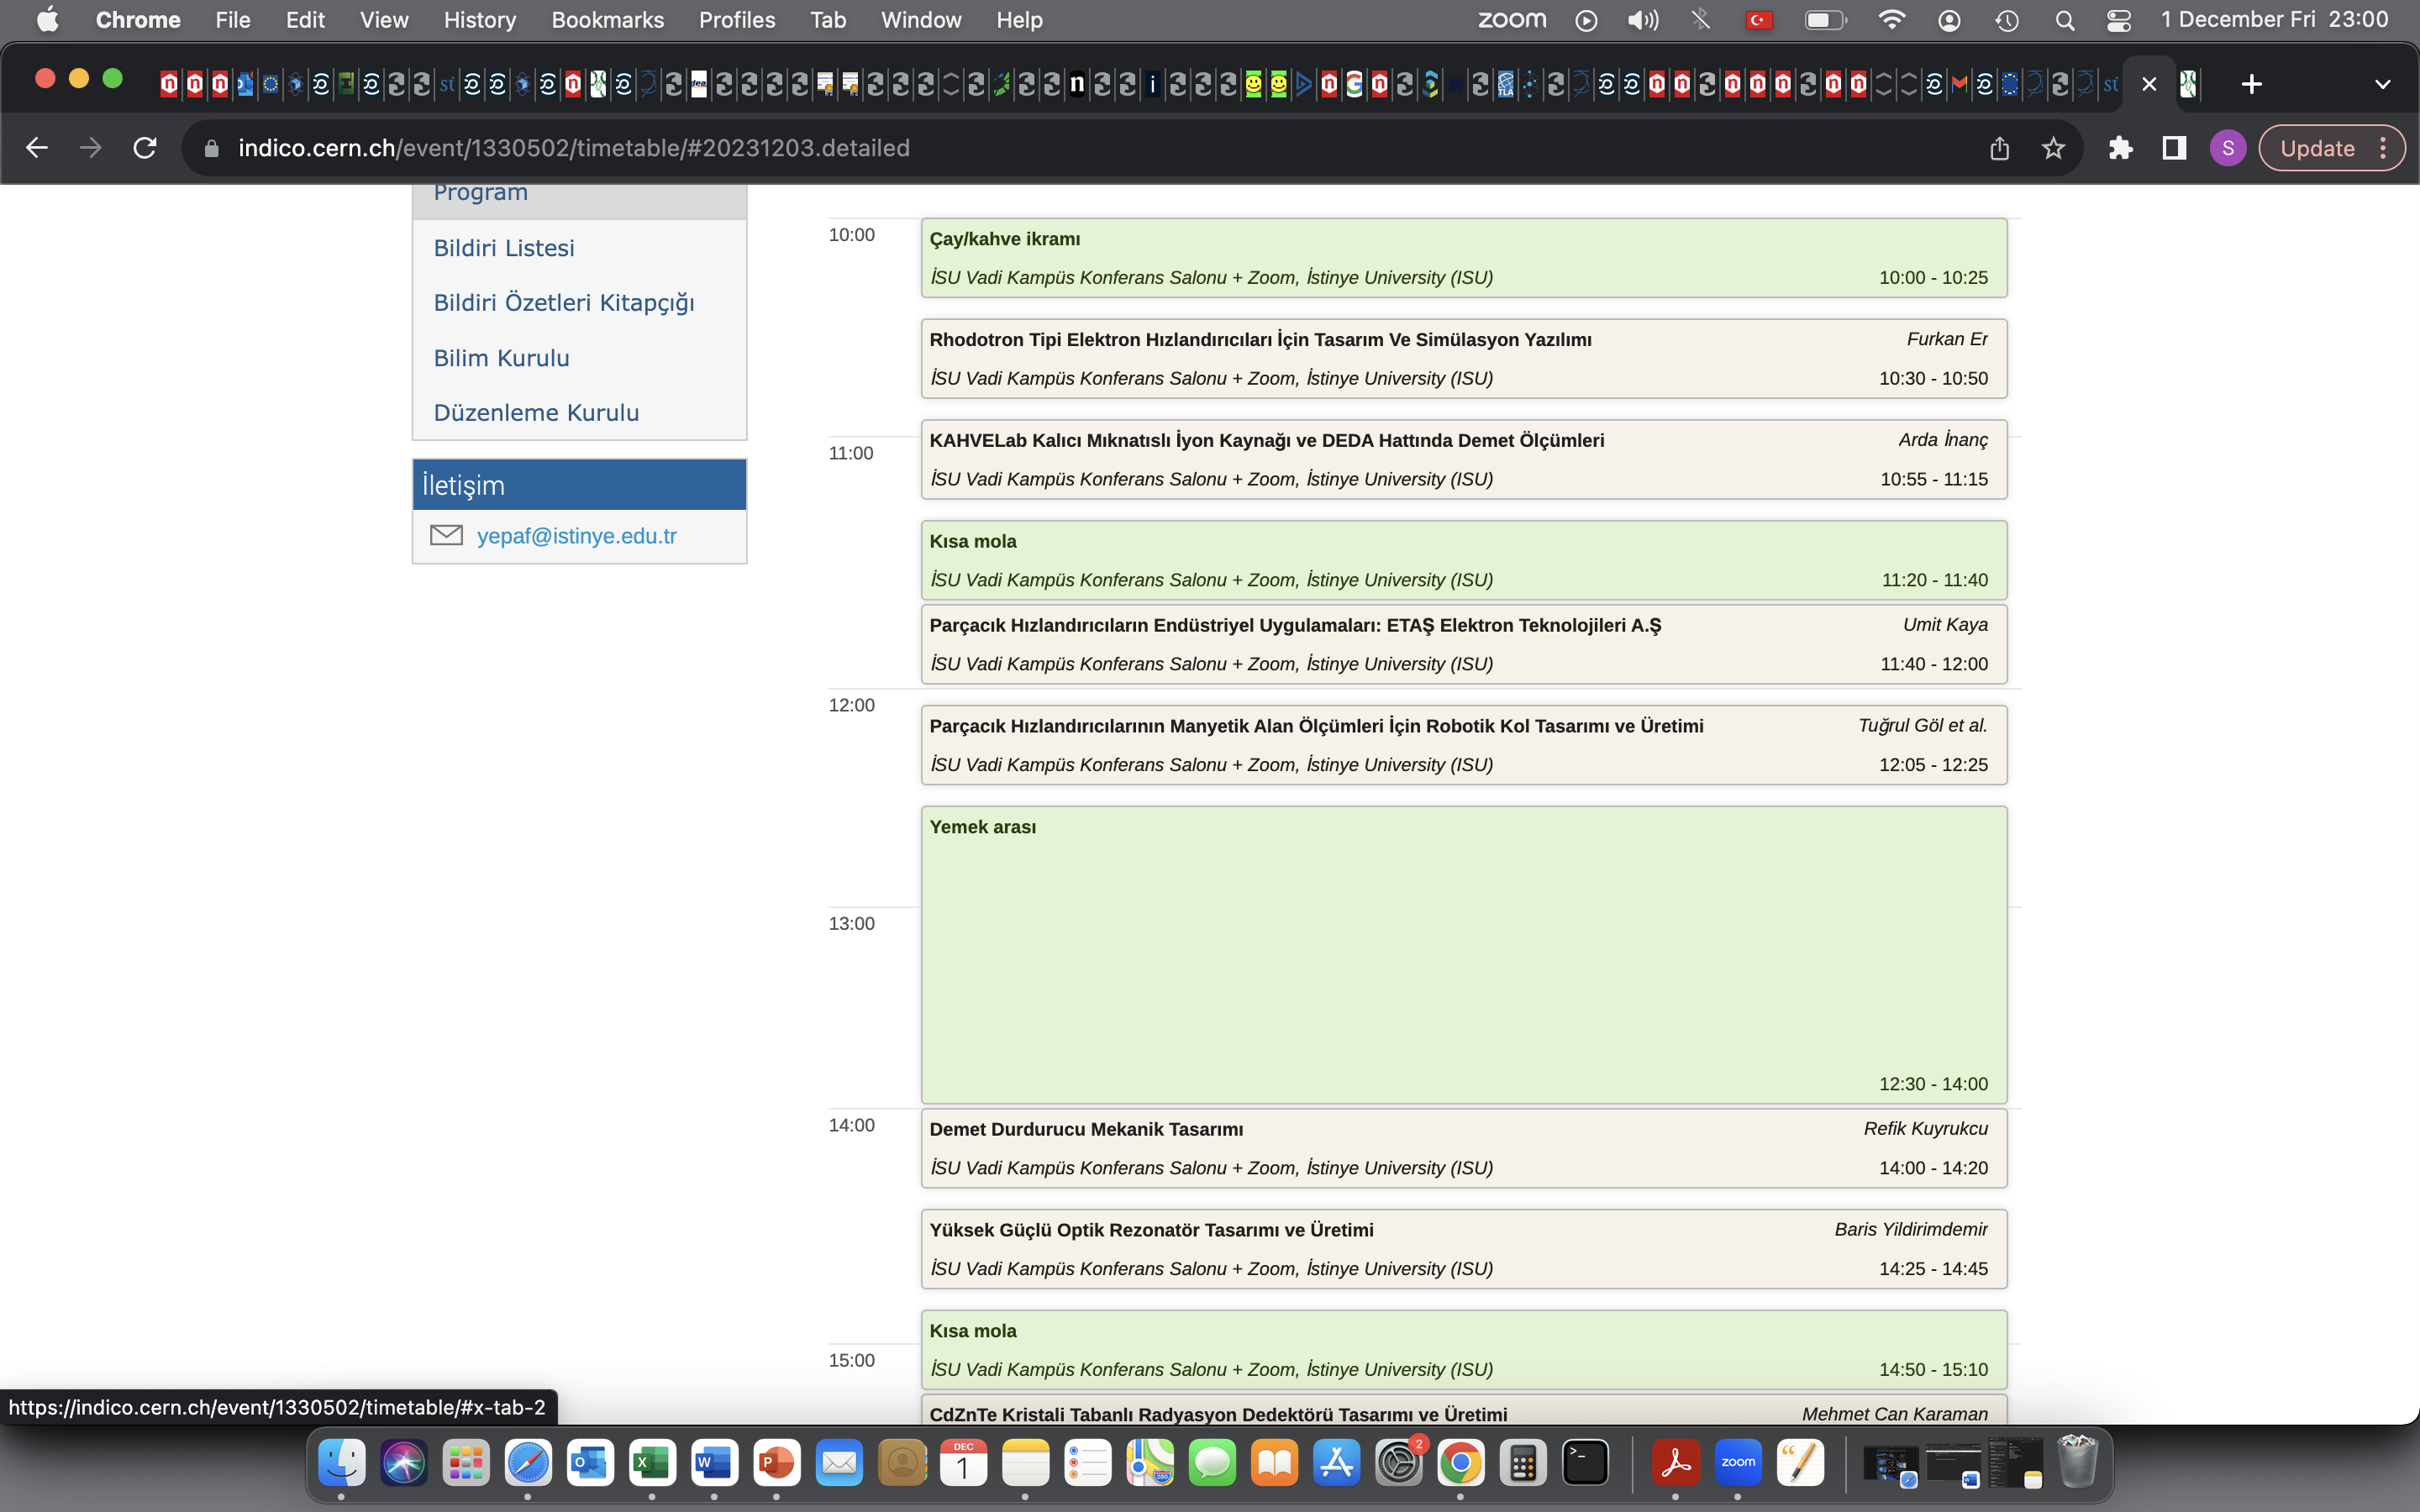 Chrome File Edit View History Bookmarks Profiles Tab Window Help zoom 1 December Fri 23:00
indico.cern.ch/event/1330502/timetable/#20231203.detailed S Update
Program
Bildiri Listesi
Bildiri Özetleri Kitapçığı
Bilim Kurulu
Düzenleme Kurulu
İletişim
yepaf@istinye.edu.tr
10:00
Çay/kahve ikramı
İSU Vadi Kampüs Konferans Salonu + Zoom, İstinye University (ISU) 10:00 - 10:25
Rhodotron Tipi Elektron Hızlandırıcıları İçin Tasarım Ve Simülasyon Yazılımı Furkan Er
İSU Vadi Kampüs Konferans Salonu + Zoom, İstinye University (ISU) 10:30 - 10:50
11:00
KAHVELab Kalıcı Mıknatıslı İyon Kaynağı ve DEDA Hattında Demet Ölçümleri Arda İnanç
İSU Vadi Kampüs Konferans Salonu + Zoom, İstinye University (ISU) 10:55 - 11:15
Kısa mola
İSU Vadi Kampüs Konferans Salonu + Zoom, İstinye University (ISU) 11:20 - 11:40
Parçacık Hızlandırıcıların Endüstriyel Uygulamaları: ETAŞ Elektron Teknolojileri A.Ş Umit Kaya
İSU Vadi Kampüs Konferans Salonu + Zoom, İstinye University (ISU) 11:40 - 12:00
12:00
Parçacık Hızlandırıcılarının Manyetik Alan Ölçümleri İçin Robotik Kol Tasarımı ve Üretimi Tuğrul Göl et al.
İSU Vadi Kampüs Konferans Salonu + Zoom, İstinye University (ISU) 12:05 - 12:25
Yemek arası
13:00
12:30 - 14:00
14:00
Demet Durdurucu Mekanik Tasarımı Refik Kuyrukcu
İSU Vadi Kampüs Konferans Salonu + Zoom, İstinye University (ISU) 14:00 - 14:20
Yüksek Güçlü Optik Rezonatör Tasarımı ve Üretimi Baris Yildirimdemir
İSU Vadi Kampüs Konferans Salonu + Zoom, İstinye University (ISU) 14:25 - 14:45
Kısa mola
15:00
İSU Vadi Kampüs Konferans Salonu + Zoom, İstinye University (ISU) 14:50 - 15:10
CdZnTe Kristali Tabanlı Radyasyon Dedektörü Tasarımı ve Üretimi Mehmet Can Karaman
https://indico.cern.ch/event/1330502/timetable/#x-tab-2
DEC
1
2
zoom